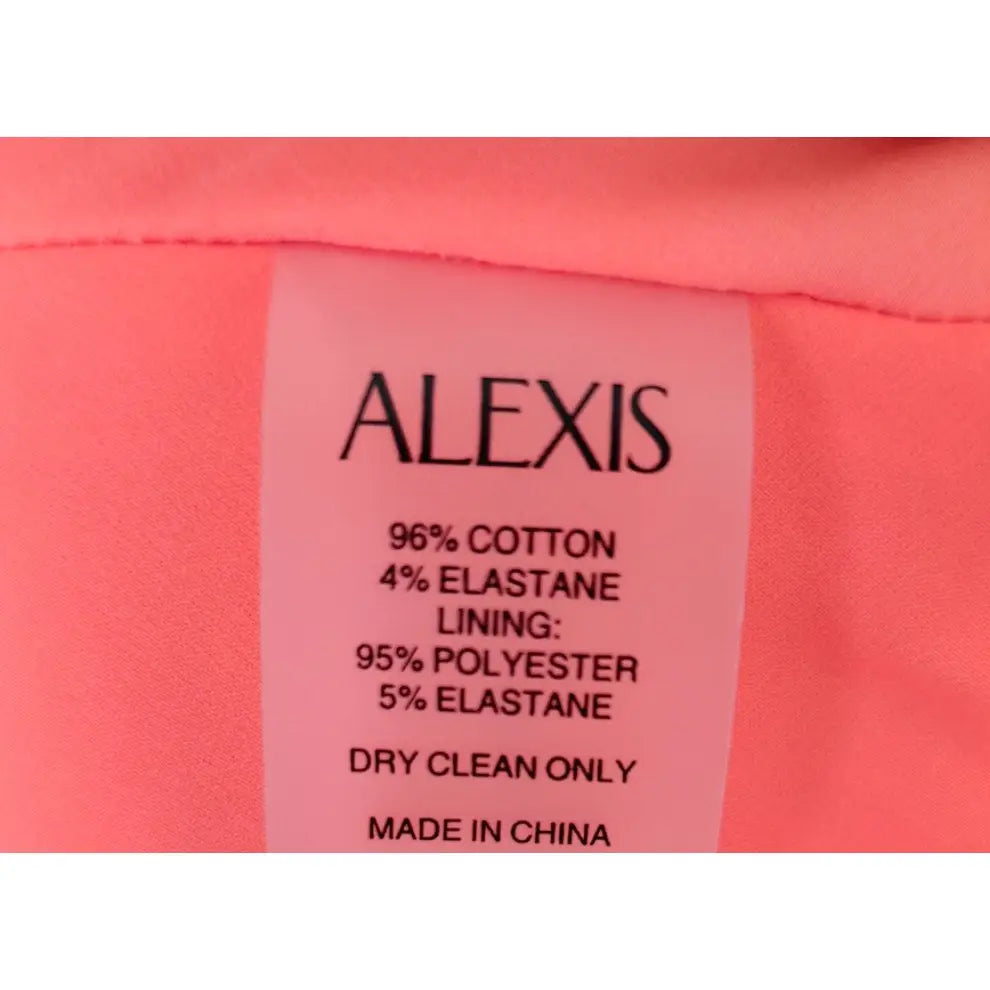 ALEXIS
96% COTTON
4% ELASTANE
LINING:
95% POLYESTER
5% ELASTANE
DRY CLEAN ONLY
MADE IN CHINA